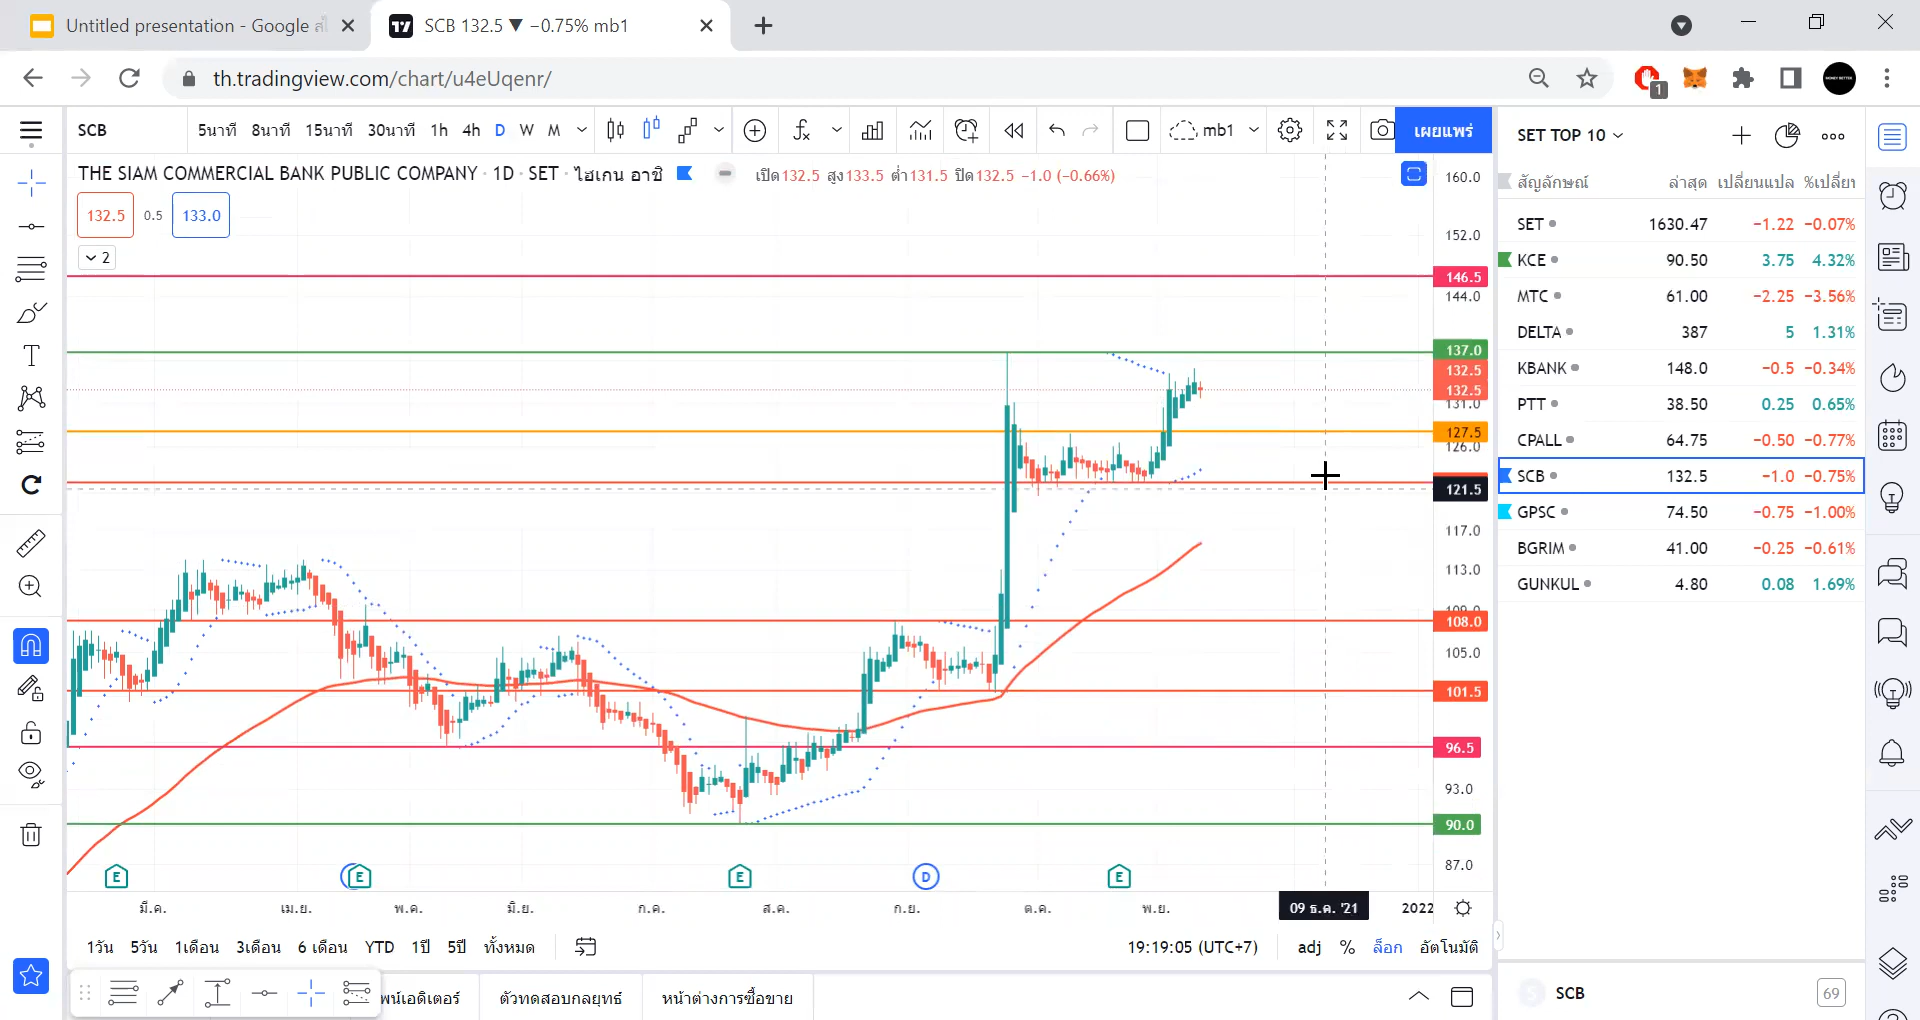 Untitled presentation - Google ส
SCB 132.5 ▼ −0.75% mb1
th.tradingview.com/chart/u4eUqenr/
1
SCB
5นาที 8นาที 15นาที 30นาที 1h 4h D W M
mb1
เผยแพร่
THE SIAM COMMERCIAL BANK PUBLIC COMPANY · 1D · SET · ไฮเกน อาชิ
เปิด132.5 สูง133.5 ต่ำ131.5 ปิด132.5 −1.0 (−0.66%)
132.5 0.5 133.0
2
160.0
152.0
146.5
144.0
137.0
132.5
132.5
131.0
127.5
126.0
121.5
117.0
113.0
109.0
108.0
105.0
101.5
96.5
93.0
90.0
87.0
E E E D E
มี.ค. เม.ย. พ.ค. มิ.ย. ก.ค. ส.ค. ก.ย. ต.ค. พ.ย. 09 ธ.ค. '21 2022
1วัน 5วัน 1เดือน 3เดือน 6 เดือน YTD 1ปี 5ปี ทั้งหมด
19:19:05 (UTC+7) adj % ล็อก อัตโนมัติ
พน์เอดิเตอร์ ตัวทดสอบกลยุทธ์ หน้าต่างการซื้อขาย
SET TOP 10
สัญลักษณ์ ล่าสุด เปลี่ยนแปล %เปลี่ยา
SET 1630.47 −1.22 −0.07%
KCE 90.50 3.75 4.32%
MTC 61.00 −2.25 −3.56%
DELTA 387 5 1.31%
KBANK 148.0 −0.5 −0.34%
PTT 38.50 0.25 0.65%
CPALL 64.75 −0.50 −0.77%
SCB 132.5 −1.0 −0.75%
GPSC 74.50 −0.75 −1.00%
BGRIM 41.00 −0.25 −0.61%
GUNKUL 4.80 0.08 1.69%
SCB 69